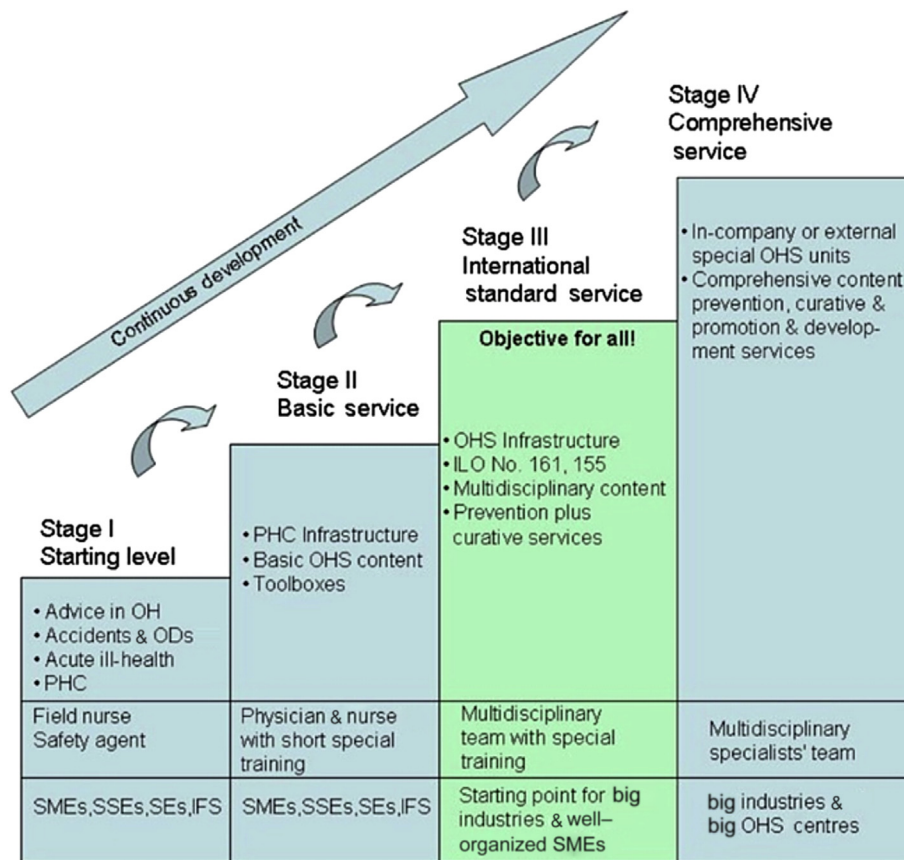 Continuous development
Stage I
Starting level
• Advice in OH
• Accidents & ODs
• Acute ill-health
• PHC
Field nurse
Safety agent
SMEs,SSEs,SEs,IFS
Stage II
Basic service
• PHC Infrastructure
• Basic OHS content
• Toolboxes
Physician & nurse
with short special
training
SMEs,SSEs,SEs,IFS
Stage III
International
standard service
Objective for all!
• OHS Infrastructure
• ILO No. 161, 155
• Multidisciplinary content
• Prevention plus
curative services
Multidisciplinary
team with special
training
Starting point for big
industries & well–
organized SMEs
Stage IV
Comprehensive
service
• In-company or external
special OHS units
• Comprehensive content
prevention, curative &
promotion & develop-
ment services
Multidisciplinary
specialists' team
big industries &
big OHS centres